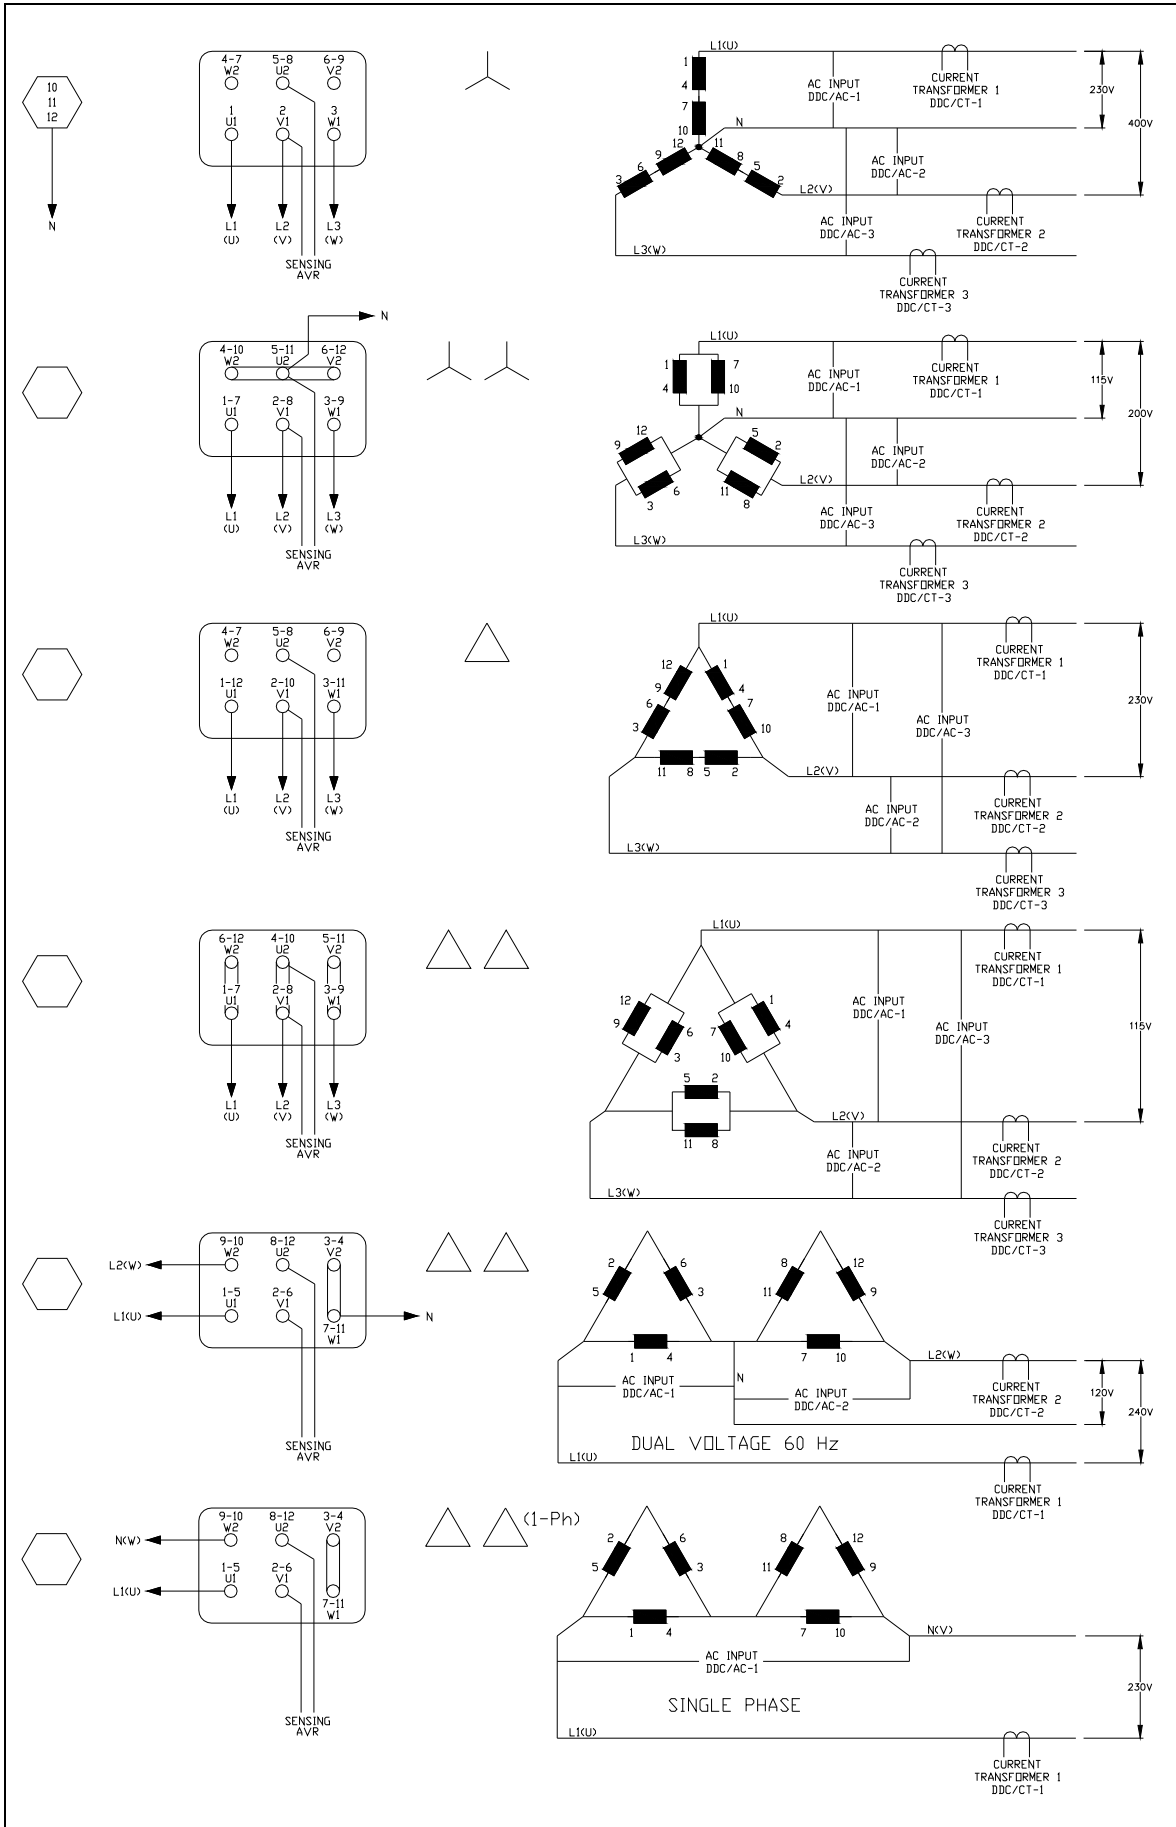 10
11
12
N
4-7 5-8 6-9
W2 U2 V2
1 2 3
U1 V1 W1
L1 L2 L3
(U) (V) (W)
SENSING
AVR
L1(U)
1
4
7
10
N
12 11
9 8
6 5
3 2
L2(V)
L3(W)
AC INPUT
DDC/AC-1
AC INPUT
DDC/AC-2
AC INPUT
DDC/AC-3
CURRENT
TRANSFORMER 1
DDC/CT-1
CURRENT
TRANSFORMER 2
DDC/CT-2
CURRENT
TRANSFORMER 3
DDC/CT-3
230V
400V
N
4-10 5-11 6-12
W2 U2 V2
1-7 2-8 3-9
U1 V1 W1
L1 L2 L3
(U) (V) (W)
SENSING
AVR
L1(U)
1 7
4 10
N
12 5
9 2
6 11
3 8
L2(V)
L3(W)
AC INPUT
DDC/AC-1
AC INPUT
DDC/AC-2
AC INPUT
DDC/AC-3
CURRENT
TRANSFORMER 1
DDC/CT-1
CURRENT
TRANSFORMER 2
DDC/CT-2
CURRENT
TRANSFORMER 3
DDC/CT-3
115V
200V
4-7 5-8 6-9
W2 U2 V2
1-12 2-10 3-11
U1 V1 W1
L1 L2 L3
(U) (V) (W)
SENSING
AVR
L1(U)
12 1
9 4
6 7
3 10
11 8 5 2
L2(V)
L3(W)
AC INPUT
DDC/AC-1
AC INPUT
DDC/AC-3
AC INPUT
DDC/AC-2
CURRENT
TRANSFORMER 1
DDC/CT-1
CURRENT
TRANSFORMER 2
DDC/CT-2
CURRENT
TRANSFORMER 3
DDC/CT-3
230V
6-12 4-10 5-11
W2 U2 V2
1-7 2-8 3-9
U1 V1 W1
L1 L2 L3
(U) (V) (W)
SENSING
AVR
L1(U)
12 1
9 6 7 4
3 10
5 2
11 8
L2(V)
L3(W)
AC INPUT
DDC/AC-1
AC INPUT
DDC/AC-3
AC INPUT
DDC/AC-2
CURRENT
TRANSFORMER 1
DDC/CT-1
CURRENT
TRANSFORMER 2
DDC/CT-2
CURRENT
TRANSFORMER 3
DDC/CT-3
115V
9-10 8-12 3-4
W2 U2 V2
L2(W)
1-5 2-6
U1 V1
L1(U)
N
7-11
W1
SENSING
AVR
2 6 8 12
5 3 11 9
1 4 7 10
L2(W)
N
AC INPUT
DDC/AC-1
AC INPUT
DDC/AC-2
CURRENT
TRANSFORMER 2
DDC/CT-2
120V
240V
DUAL VOLTAGE 60 Hz
L1(U)
CURRENT
TRANSFORMER 1
DDC/CT-1
9-10 8-12 3-4
W2 U2 V2
N(W)
1-5 2-6
U1 V1
L1(U)
7-11
W1
SENSING
AVR
(1-Ph)
2 6 8 12
5 3 11 9
1 4 7 10
N(V)
AC INPUT
DDC/AC-1
230V
SINGLE PHASE
L1(U)
CURRENT
TRANSFORMER 1
DDC/CT-1